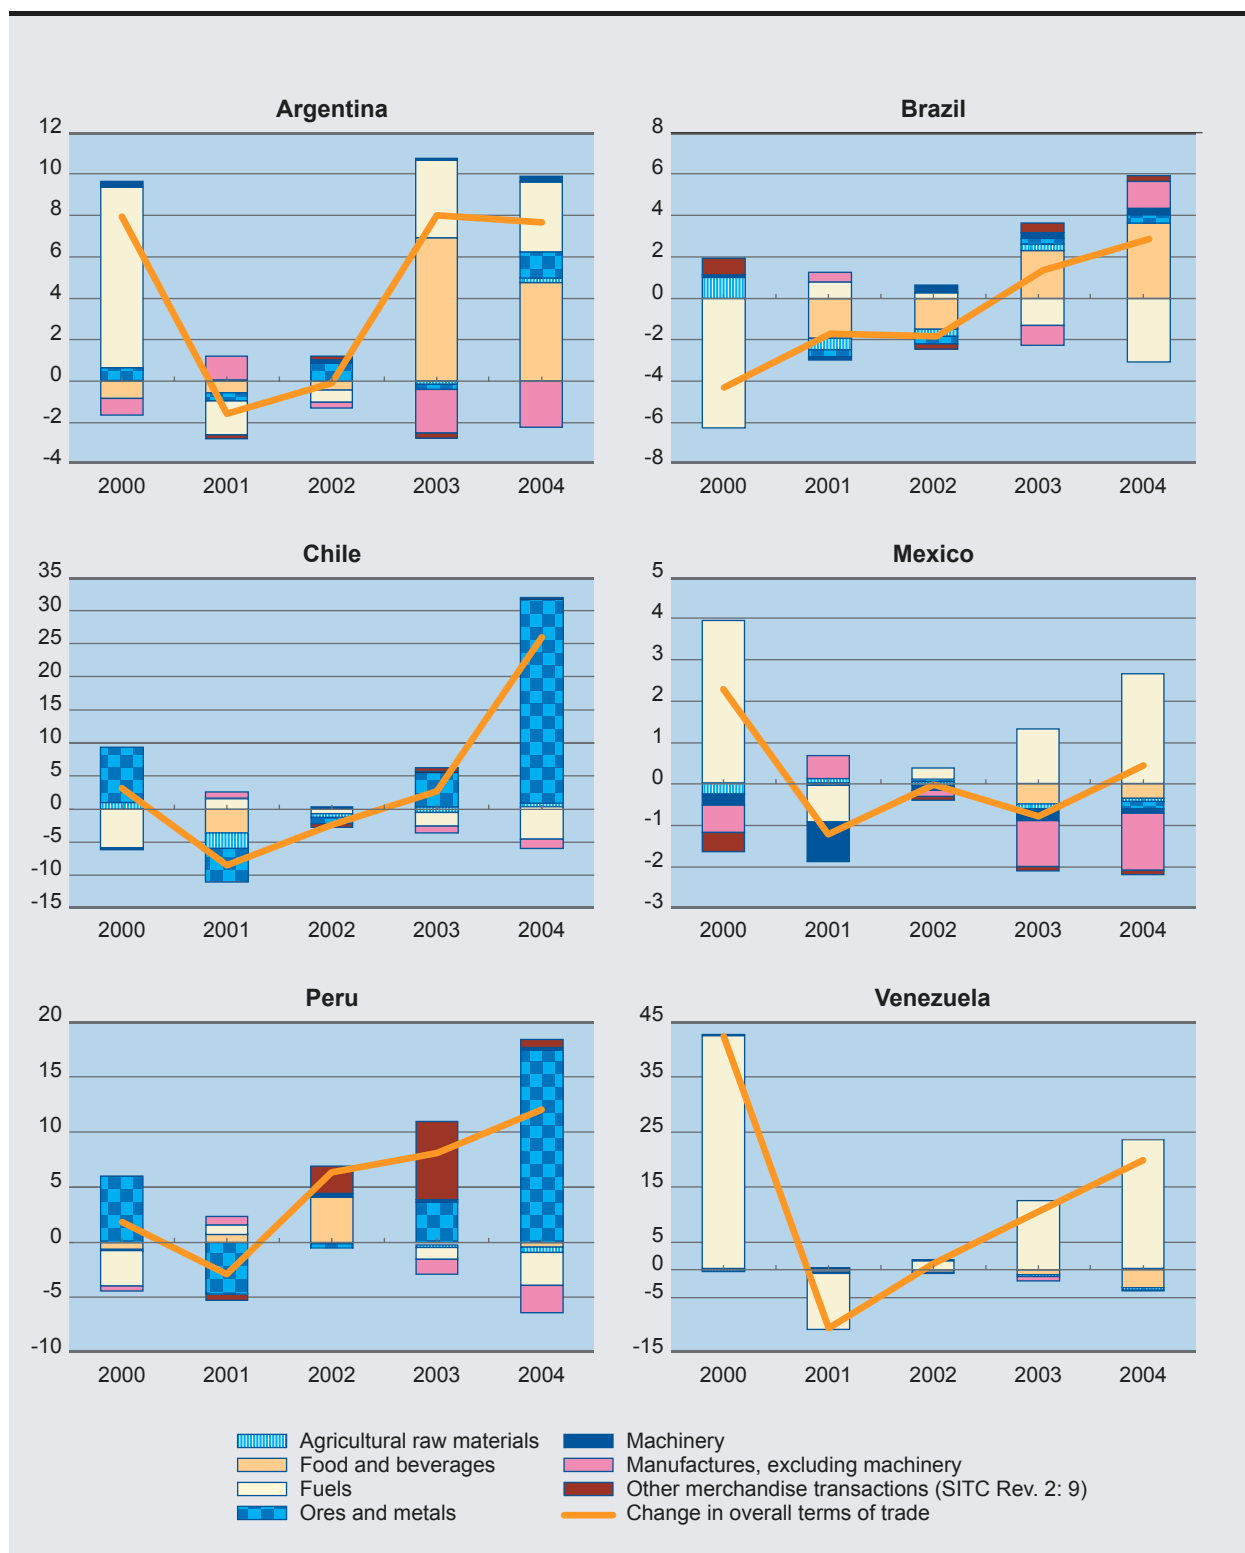 Argentina
12
10
8
6
4
2
0
-2
-4
2000 2001 2002 2003 2004
Brazil
8
6
4
2
0
-2
-4
-6
-8
2000 2001 2002 2003 2004
Chile
35
30
25
20
15
10
5
0
-5
-10
-15
2000 2001 2002 2003 2004
Mexico
5
4
3
2
1
0
-1
-2
-3
2000 2001 2002 2003 2004
Peru
20
15
10
5
0
-5
-10
2000 2001 2002 2003 2004
Venezuela
45
35
25
15
5
0
-5
-15
2000 2001 2002 2003 2004
Agricultural raw materials
Food and beverages
Fuels
Ores and metals
Machinery
Manufactures, excluding machinery
Other merchandise transactions (SITC Rev. 2: 9)
Change in overall terms of trade